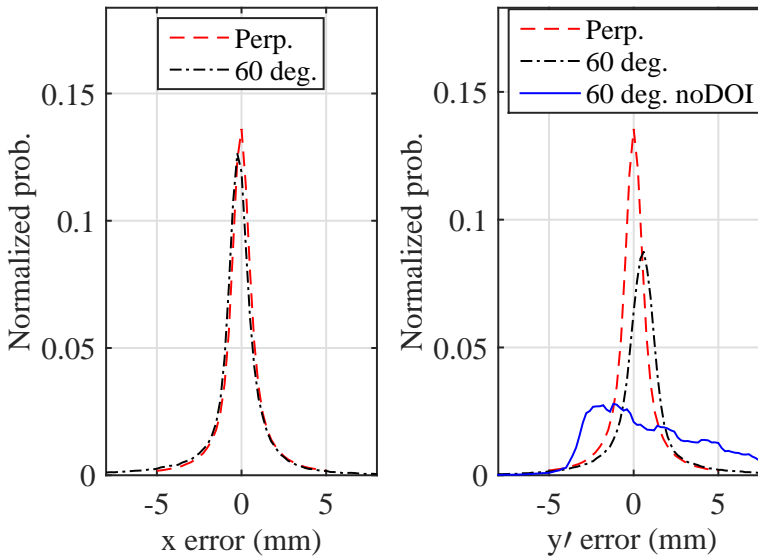 Perp.
60 deg.
0.15
0.1
0.05
0
-5
0
5
x error (mm)
Normalized prob.
Perp.
60 deg.
60 deg. noDOI
0.15
0.1
0.05
0
-5
0
5
y′ error (mm)
Normalized prob.